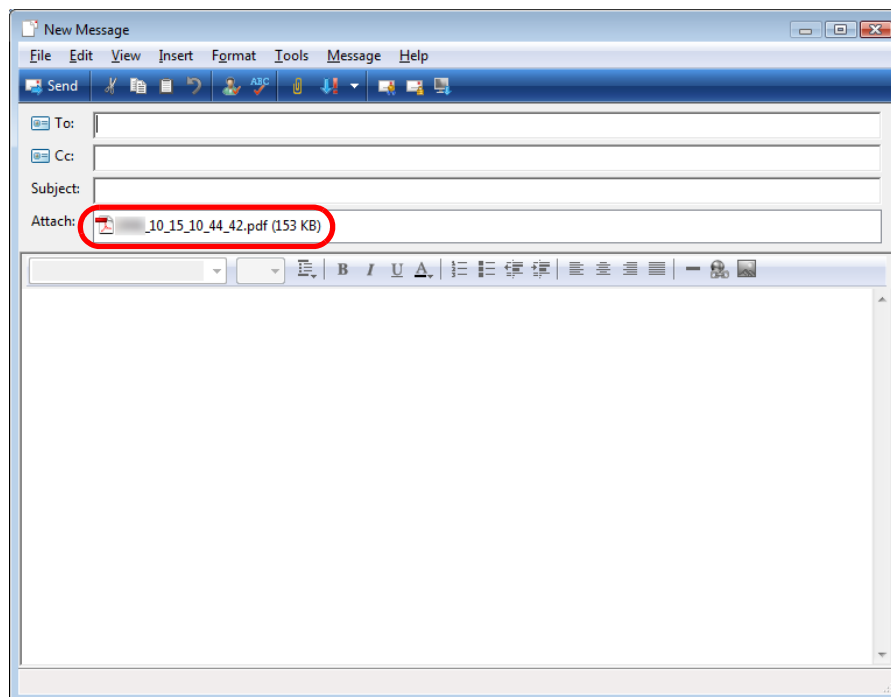 New Message
File Edit View Insert Format Tools Message Help
Send ABC
To:
Cc:
Subject:
Attach: _10_15_10_44_42.pdf (153 KB)
B I U A